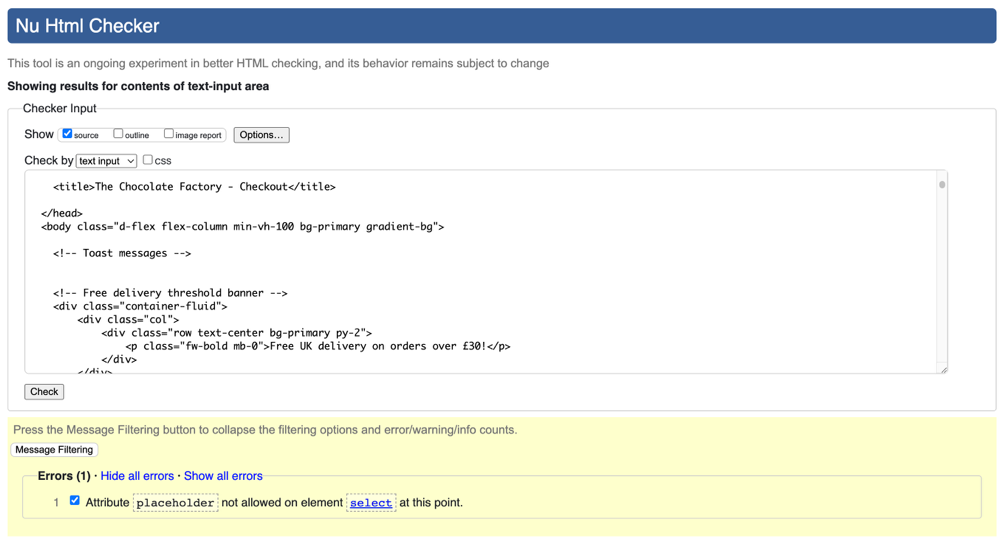 Nu Html Checker
This tool is an ongoing experiment in better HTML checking, and its behavior remains subject to change
Showing results for contents of text-input area
Checker Input
Show source outline image report Options...
Check by text input css
<title>The Chocolate Factory - Checkout</title>
</head>
<body class="d-flex flex-column min-vh-100 bg-primary gradient-bg">
<!-- Toast messages -->
<!-- Free delivery threshold banner -->
<div class="container-fluid">
<div class="col">
<div class="row text-center bg-primary py-2">
<p class="fw-bold mb-0">Free UK delivery on orders over £30!</p>
</div>
</div>
Check
Press the Message Filtering button to collapse the filtering options and error/warning/info counts.
Message Filtering
Errors (1) · Hide all errors · Show all errors
1 Attribute placeholder not allowed on element select at this point.